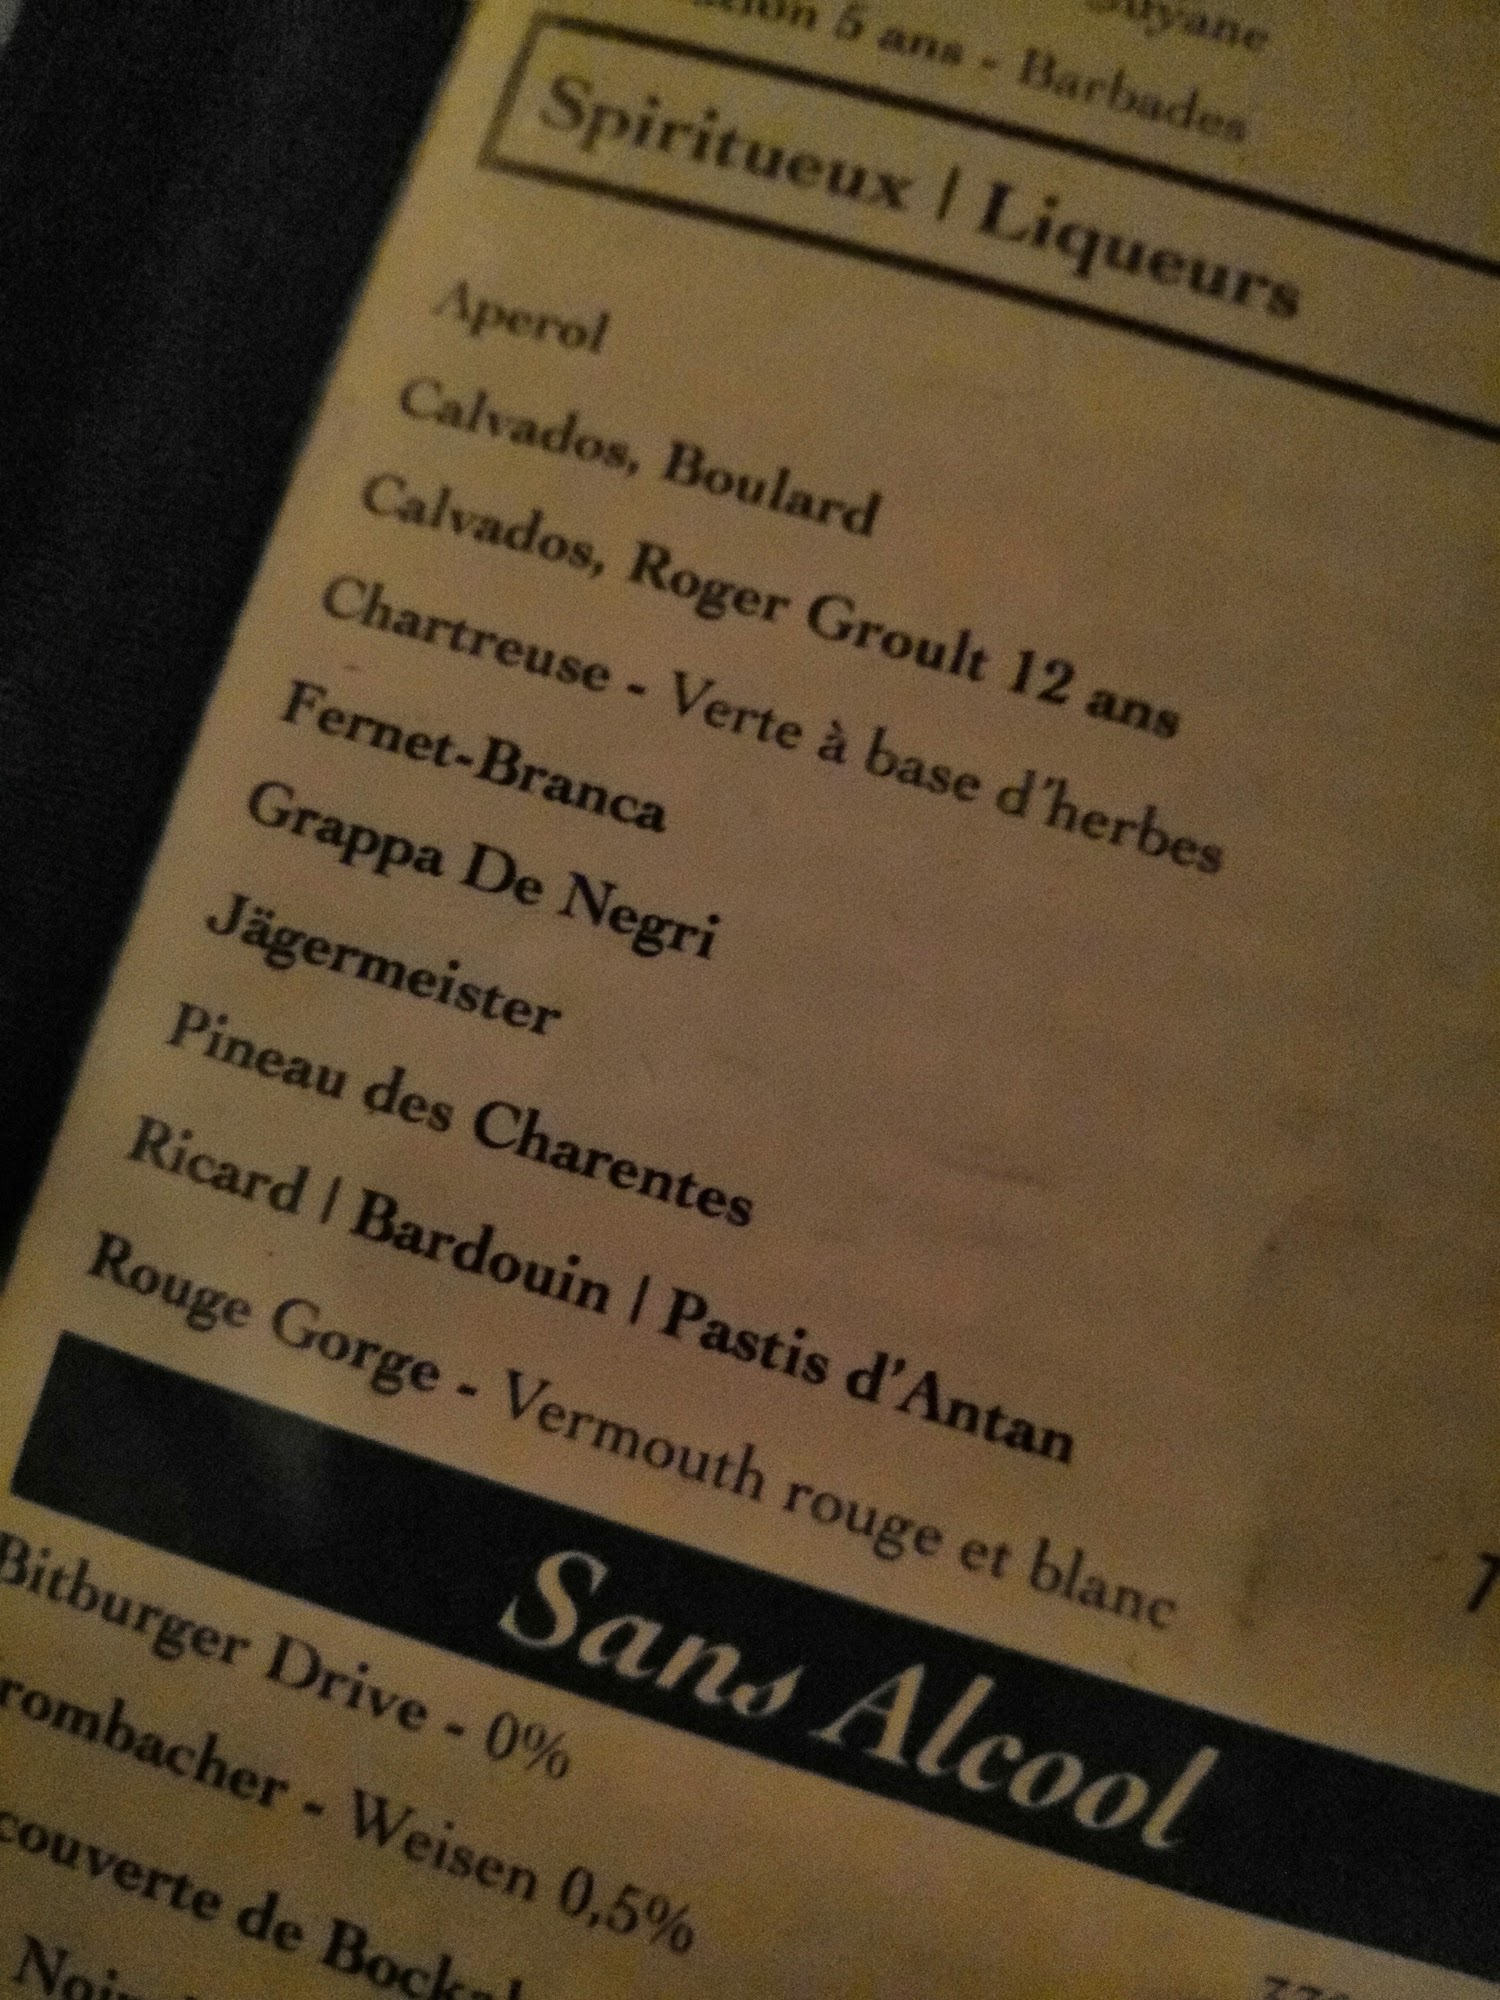 5 ans - Barbades
Spiritueux | Liqueurs
Aperol
Calvados, Boulard
Calvados, Roger Groult 12 ans
Chartreuse - Verte à base d'herbes
Fernet-Branca
Grappa De Negri
Jägermeister
Pineau des Charentes
Ricard | Bardouin | Pastis d'Antan
Rouge Gorge - Vermouth rouge et blanc
Sans Alcool
Bitburger Drive - 0%
rombacher - Weisen 0,5%
couverte de